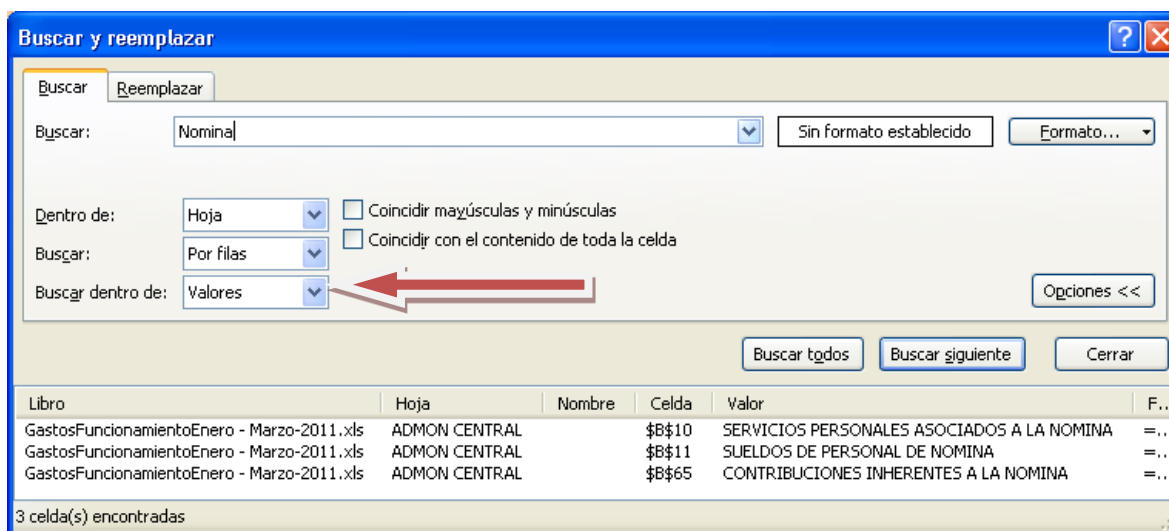 Buscar y reemplazar
Buscar Reemplazar
Buscar: Nomina Sin formato establecido Formato...
Dentro de: Hoja Coincidir mayúsculas y minúsculas
Buscar: Por filas Coincidir con el contenido de toda la celda
Buscar dentro de: Valores Opciones <<
Buscar todos Buscar siguiente Cerrar
Libro Hoja Nombre Celda Valor F..
GastosFuncionamientoEnero - Marzo-2011.xls ADMON CENTRAL $B$10 SERVICIOS PERSONALES ASOCIADOS A LA NOMINA =..
GastosFuncionamientoEnero - Marzo-2011.xls ADMON CENTRAL $B$11 SUELDOS DE PERSONAL DE NOMINA =..
GastosFuncionamientoEnero - Marzo-2011.xls ADMON CENTRAL $B$65 CONTRIBUCIONES INHERENTES A LA NOMINA =..
3 celda(s) encontradas